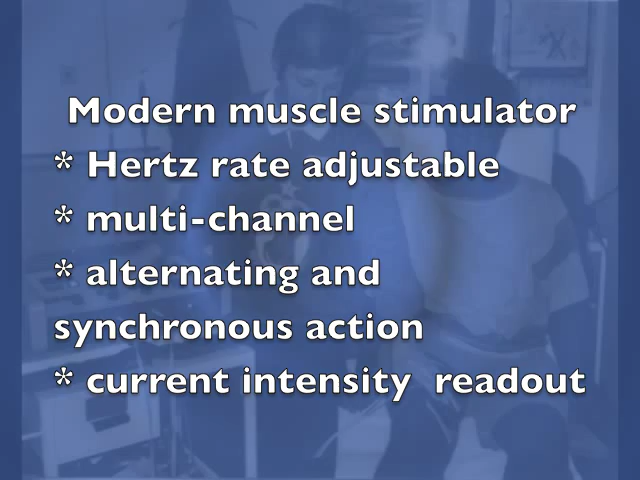 Modern muscle stimulator
* Hertz rate adjustable
* multi-channel
* alternating and
synchronous action
* current intensity  readout